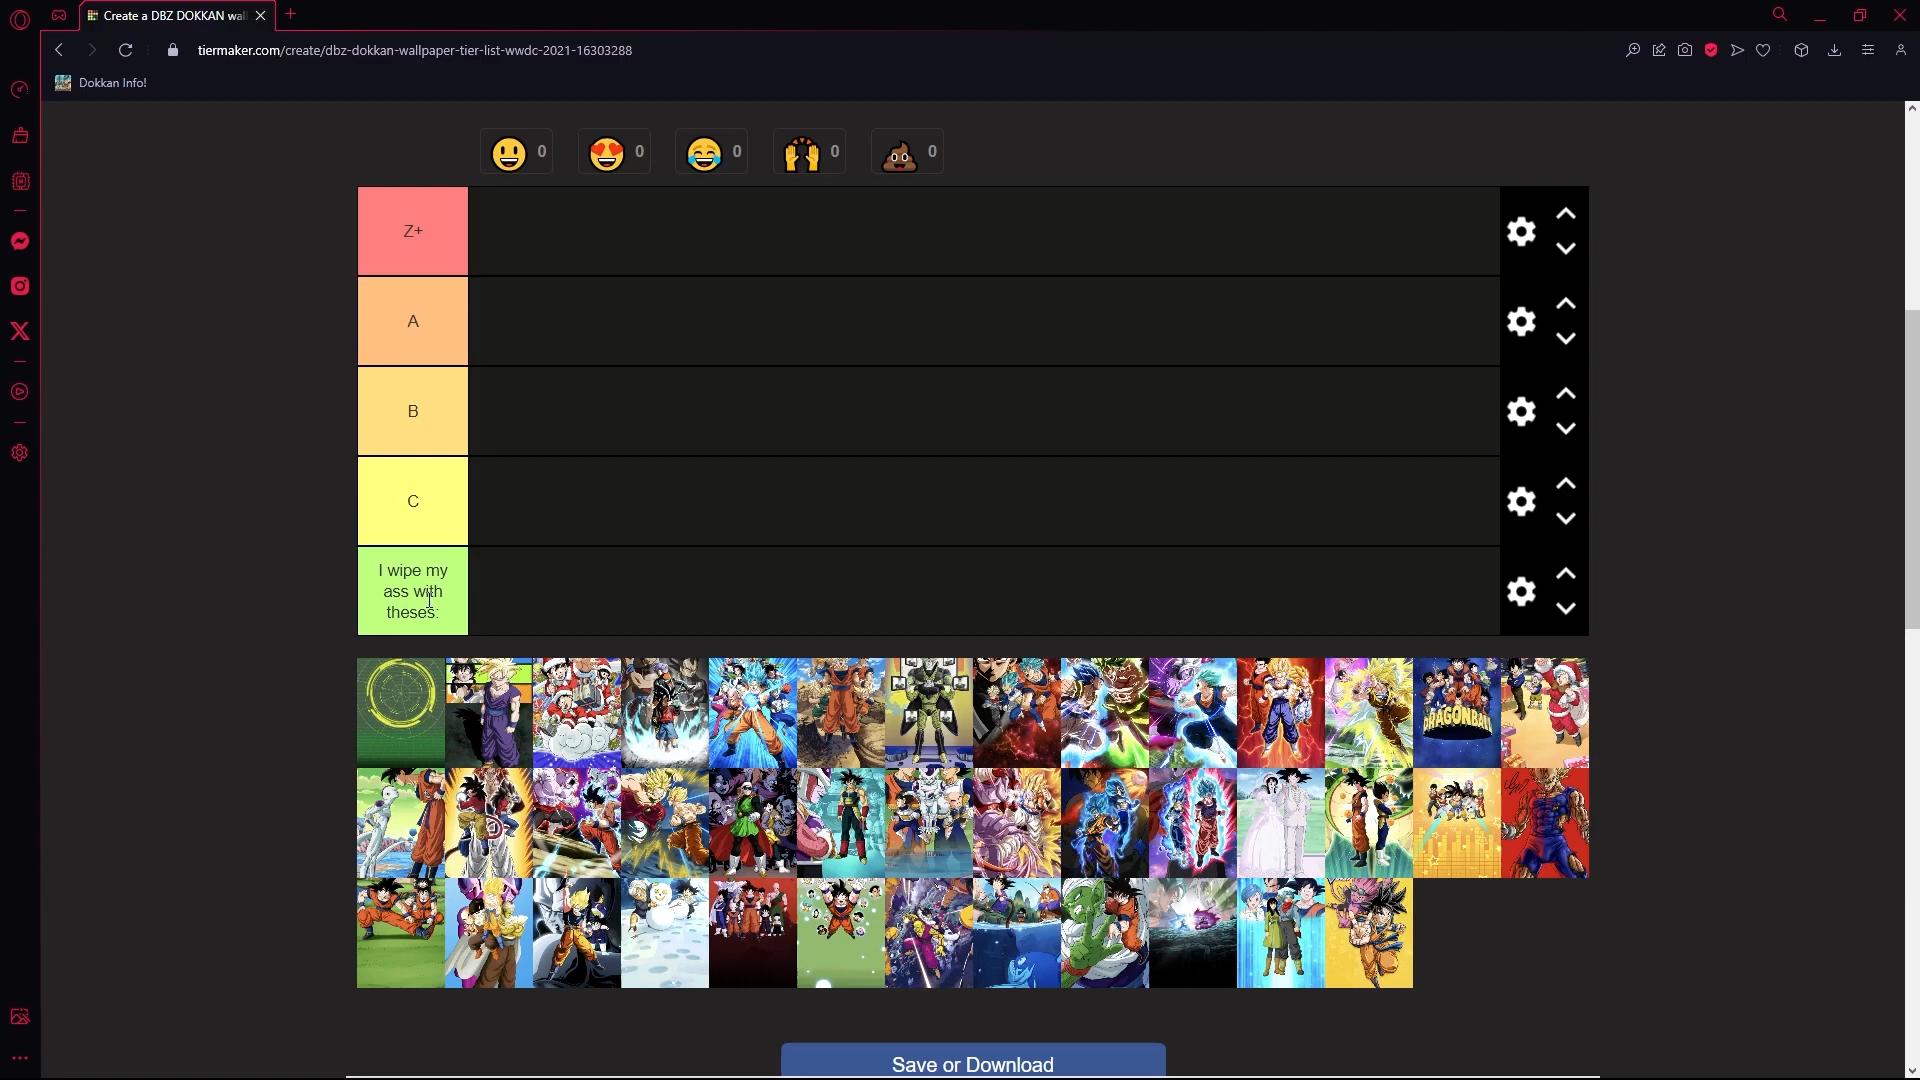 Create a DBZ DOKKAN wal
tiermaker.com/create/dbz-dokkan-wallpaper-tier-list-wwdc-2021-16303288
Dokkan Info!
0
0
0
0
0
Z+
A
B
C
I wipe my
ass with
theses:
DRAGONBALL
Save or Download